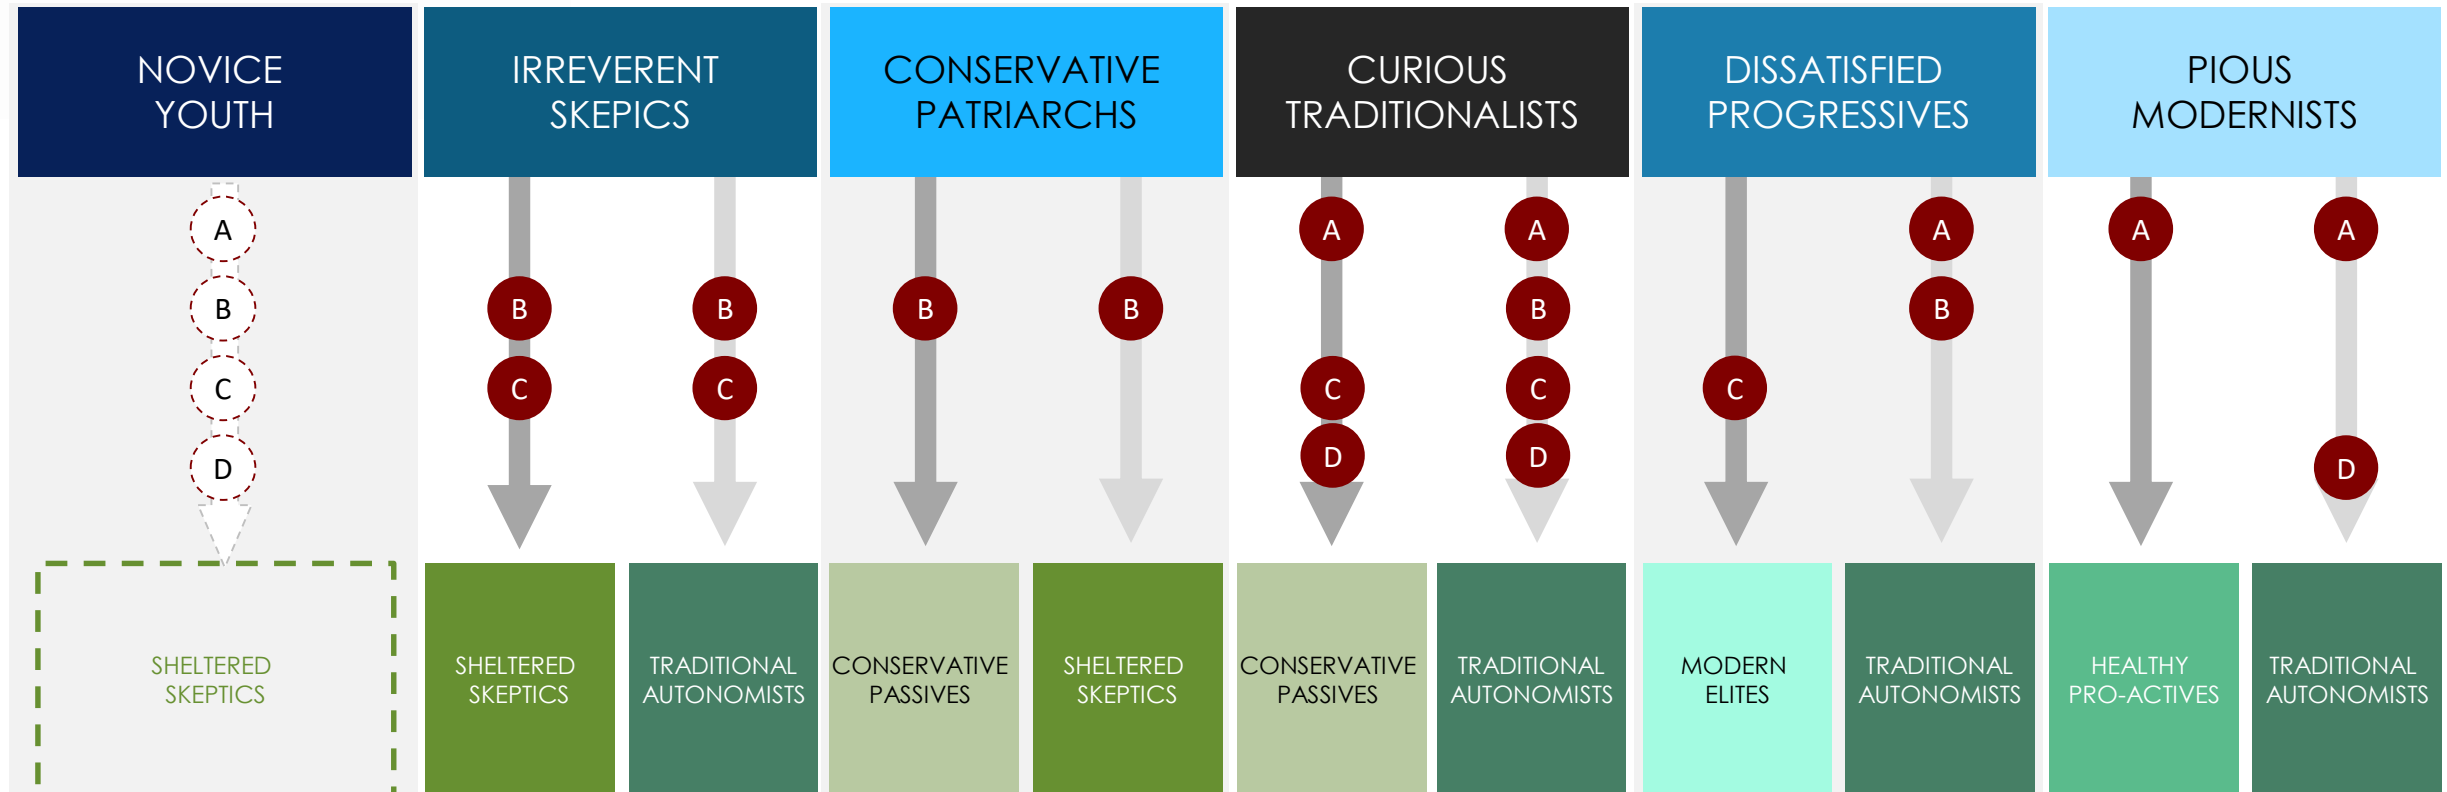 NOVICE
YOUTH
IRREVERENT
SKEPICS
CONSERVATIVE
PATRIARCHS
CURIOUS
TRADITIONALISTS
DISSATISFIED
PROGRESSIVES
PIOUS
MODERNISTS
A
B
C
D
B
C
B
C
B
B
A
C
D
A
B
C
D
C
A
B
A
A
D
SHELTERED
SKEPTICS
SHELTERED
SKEPTICS
TRADITIONAL
AUTONOMISTS
CONSERVATIVE
PASSIVES
SHELTERED
SKEPTICS
CONSERVATIVE
PASSIVES
TRADITIONAL
AUTONOMISTS
MODERN
ELITES
TRADITIONAL
AUTONOMISTS
HEALTHY
PRO-ACTIVES
TRADITIONAL
AUTONOMISTS